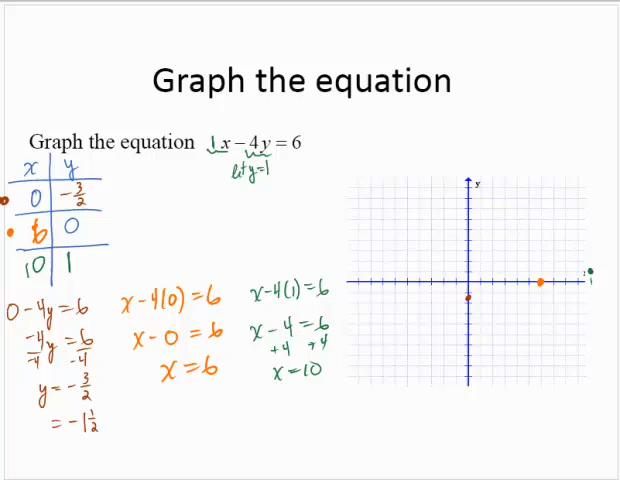 Graph the equation
Graph the equation 1x − 4y = 6
let y=1
x y
0 -3/2
6 0
10 1
0 - 4y = 6
-4y/-4 = 6/-4
y = -3/2
= -1 1/2
x - 4(0) = 6
x - 0 = 6
x = 6
x - 4(1) = 6
x - 4 = 6
+4 +4
x = 10
y